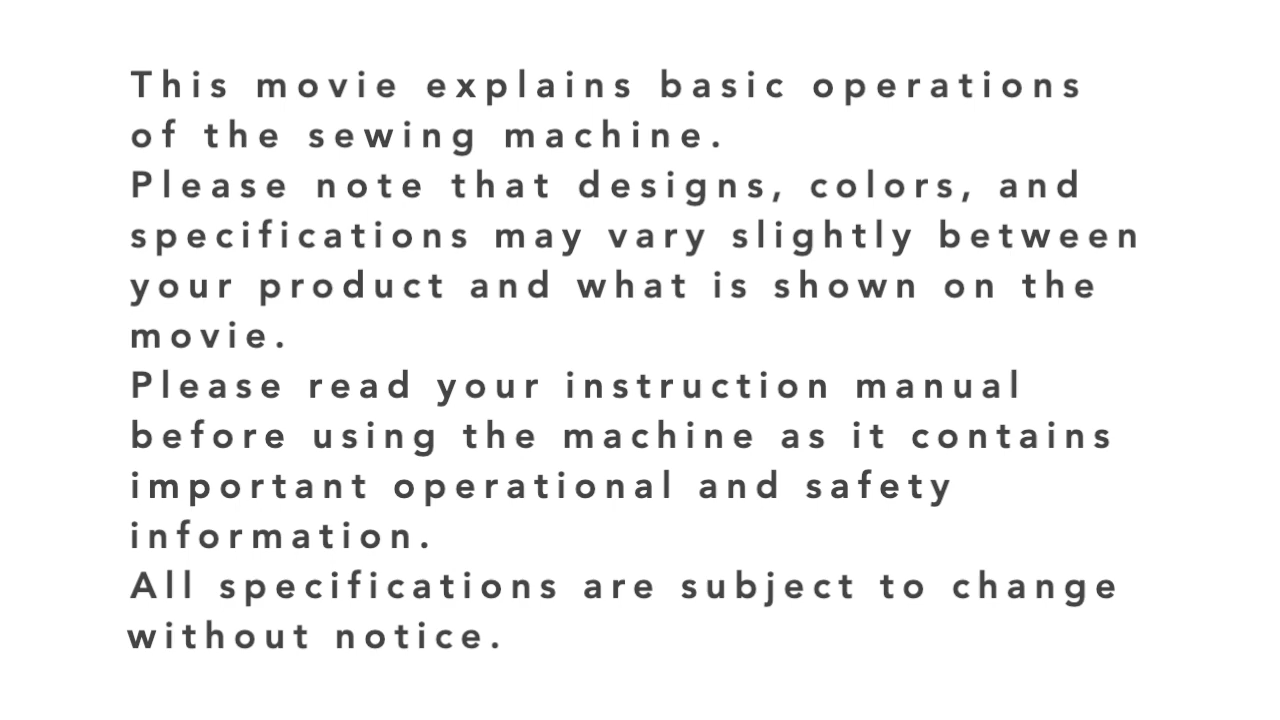 This movie explains basic operations
of the sewing machine.
Please note that designs, colors, and
specifications may vary slightly between
your product and what is shown on the
movie.
Please read your instruction manual
before using the machine as it contains
important operational and safety
information.
All specifications are subject to change
without notice.